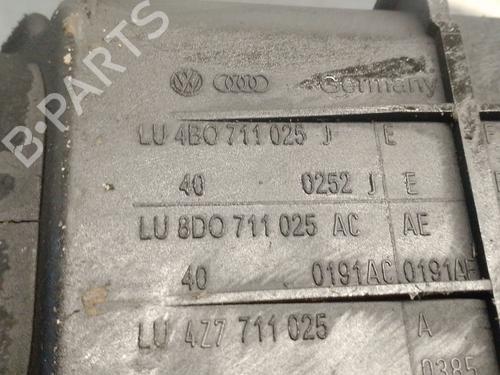 Germany
LU 4B0 711 025 J E
40 0252 J E
LU 8D0 711 025 AC AE
40 0191AC 0191AE
LU 4Z7 711 025 A
0385
B-PARTS